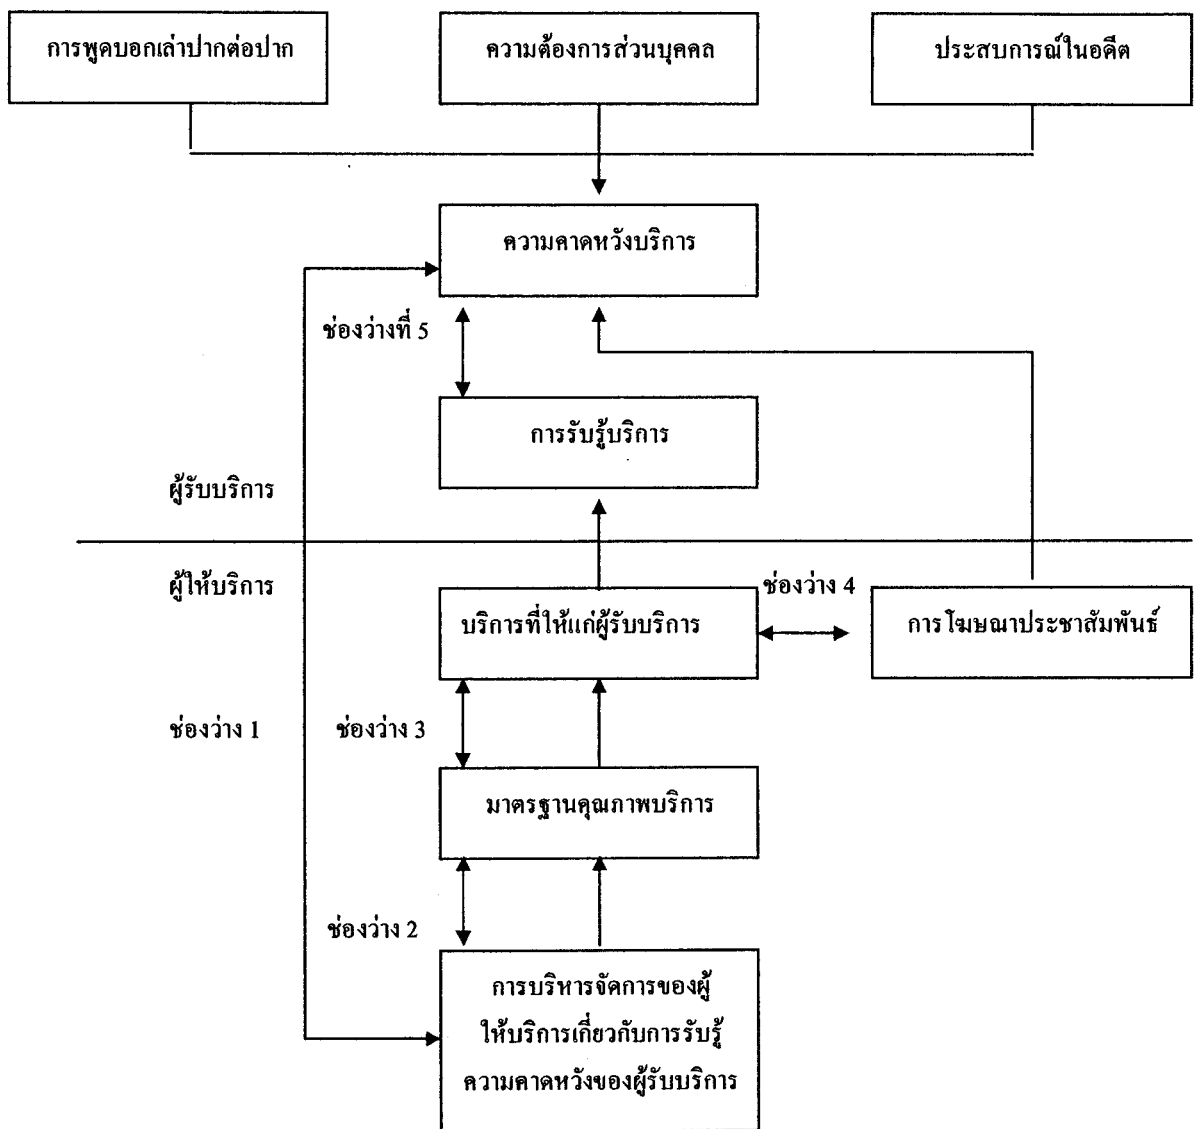 การพูดบอกเล่าปากต่อปาก
ความต้องการส่วนบุคคล
ประสบการณ์ในอดีต
ความคาดหวังบริการ
ช่องว่างที่ 5
การรับรู้บริการ
ผู้รับบริการ
ผู้ให้บริการ
ช่องว่าง 4
บริการที่ให้แก่ผู้รับบริการ
การโฆษณาประชาสัมพันธ์
ช่องว่าง 1
ช่องว่าง 3
มาตรฐานคุณภาพบริการ
ช่องว่าง 2
การบริหารจัดการของผู้
ให้บริการเกี่ยวกับการรับรู้
ความคาดหวังของผู้รับบริการ